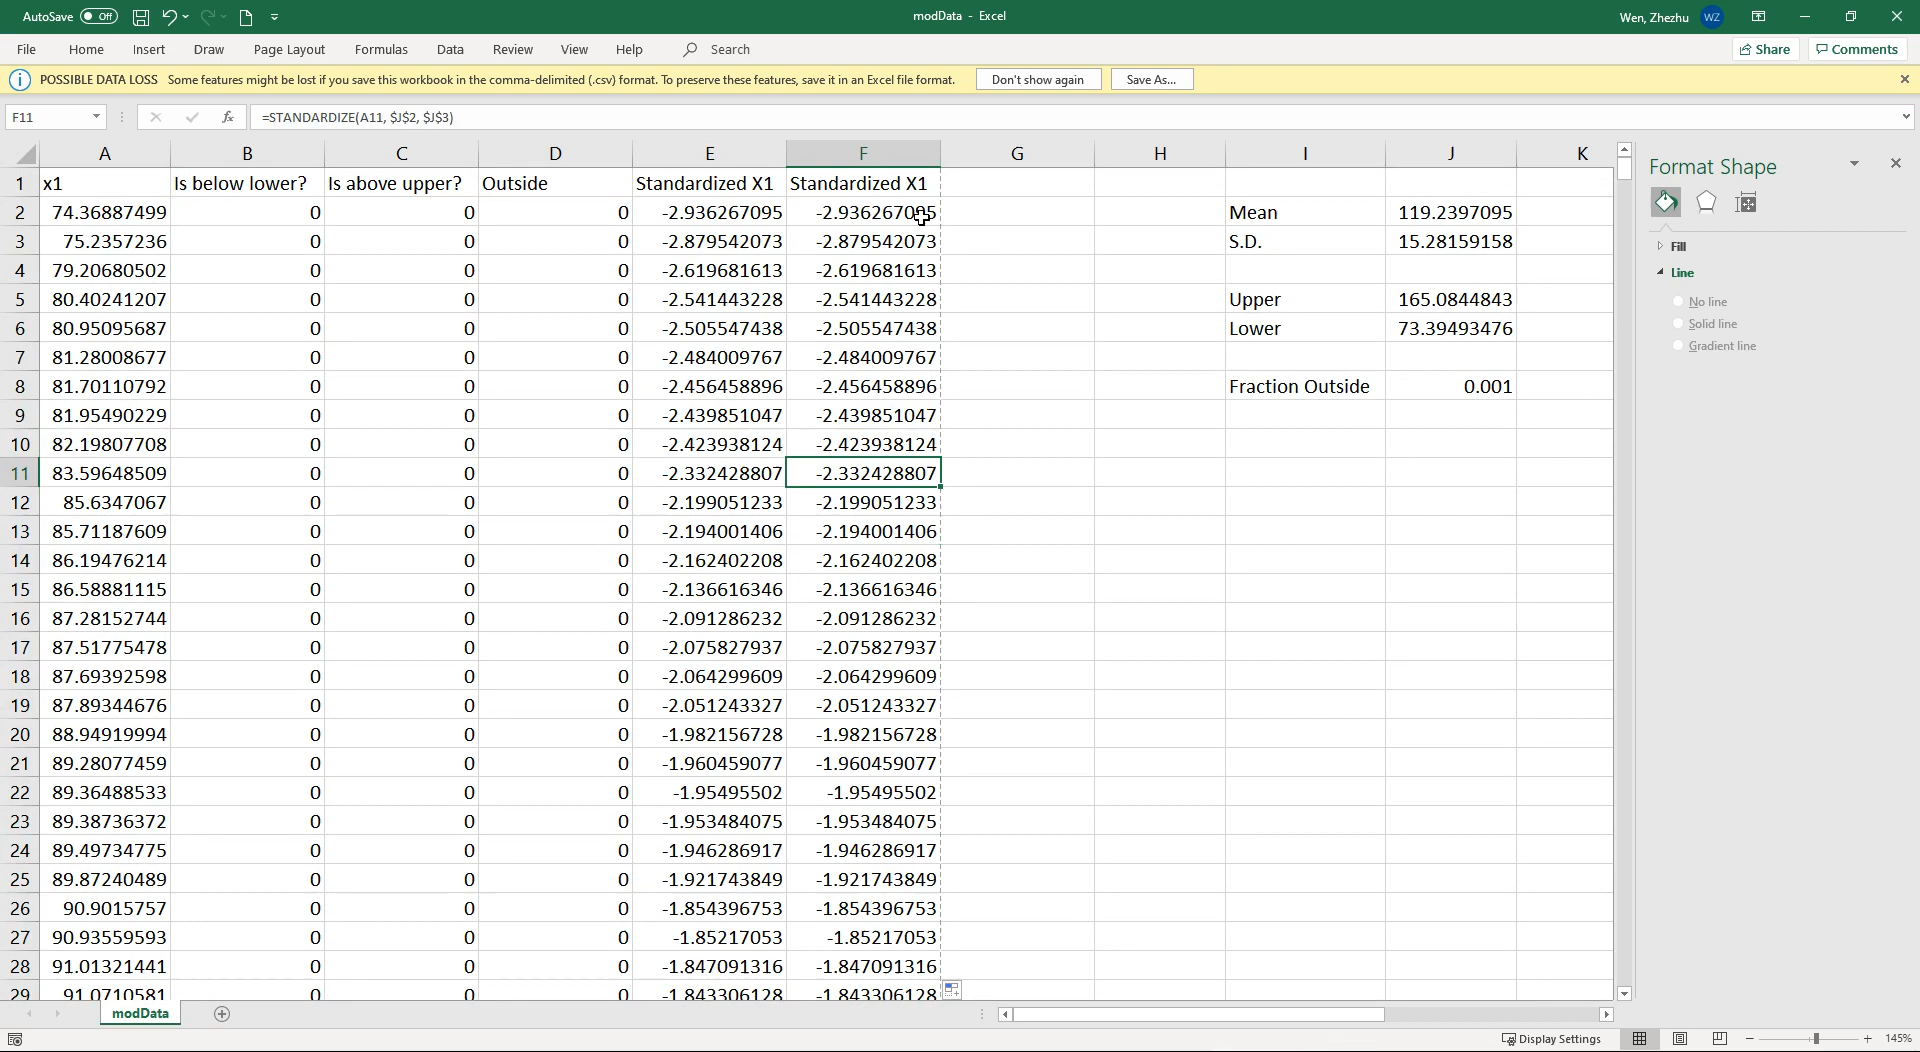 AutoSave Off modData - Excel Wen, Zhezhu WZ
File Home Insert Draw Page Layout Formulas Data Review View Help Search Share Comments
POSSIBLE DATA LOSS Some features might be lost if you save this workbook in the comma-delimited (.csv) format. To preserve these features, save it in an Excel file format. Don't show again Save As...
F11 fx =STANDARDIZE(A11, $J$2, $J$3)
A B C D E F G H I J K
1 x1 Is below lower? Is above upper? Outside Standardized X1 Standardized X1
2 74.36887499 0 0 0 -2.936267095 -2.936267095 Mean 119.2397095
3 75.2357236 0 0 0 -2.879542073 -2.879542073 S.D. 15.28159158
4 79.20680502 0 0 0 -2.619681613 -2.619681613
5 80.40241207 0 0 0 -2.541443228 -2.541443228 Upper 165.0844843
6 80.95095687 0 0 0 -2.505547438 -2.505547438 Lower 73.39493476
7 81.28008677 0 0 0 -2.484009767 -2.484009767
8 81.70110792 0 0 0 -2.456458896 -2.456458896 Fraction Outside 0.001
9 81.95490229 0 0 0 -2.439851047 -2.439851047
10 82.19807708 0 0 0 -2.423938124 -2.423938124
11 83.59648509 0 0 0 -2.332428807 -2.332428807
12 85.6347067 0 0 0 -2.199051233 -2.199051233
13 85.71187609 0 0 0 -2.194001406 -2.194001406
14 86.19476214 0 0 0 -2.162402208 -2.162402208
15 86.58881115 0 0 0 -2.136616346 -2.136616346
16 87.28152744 0 0 0 -2.091286232 -2.091286232
17 87.51775478 0 0 0 -2.075827937 -2.075827937
18 87.69392598 0 0 0 -2.064299609 -2.064299609
19 87.89344676 0 0 0 -2.051243327 -2.051243327
20 88.94919994 0 0 0 -1.982156728 -1.982156728
21 89.28077459 0 0 0 -1.960459077 -1.960459077
22 89.36488533 0 0 0 -1.95495502 -1.95495502
23 89.38736372 0 0 0 -1.953484075 -1.953484075
24 89.49734775 0 0 0 -1.946286917 -1.946286917
25 89.87240489 0 0 0 -1.921743849 -1.921743849
26 90.9015757 0 0 0 -1.854396753 -1.854396753
27 90.93559593 0 0 0 -1.85217053 -1.85217053
28 91.01321441 0 0 0 -1.847091316 -1.847091316
29 91.0710581 0 0 0 -1.843306128 -1.843306128
Format Shape
Fill
Line
No line
Solid line
Gradient line
modData
Display Settings 145%